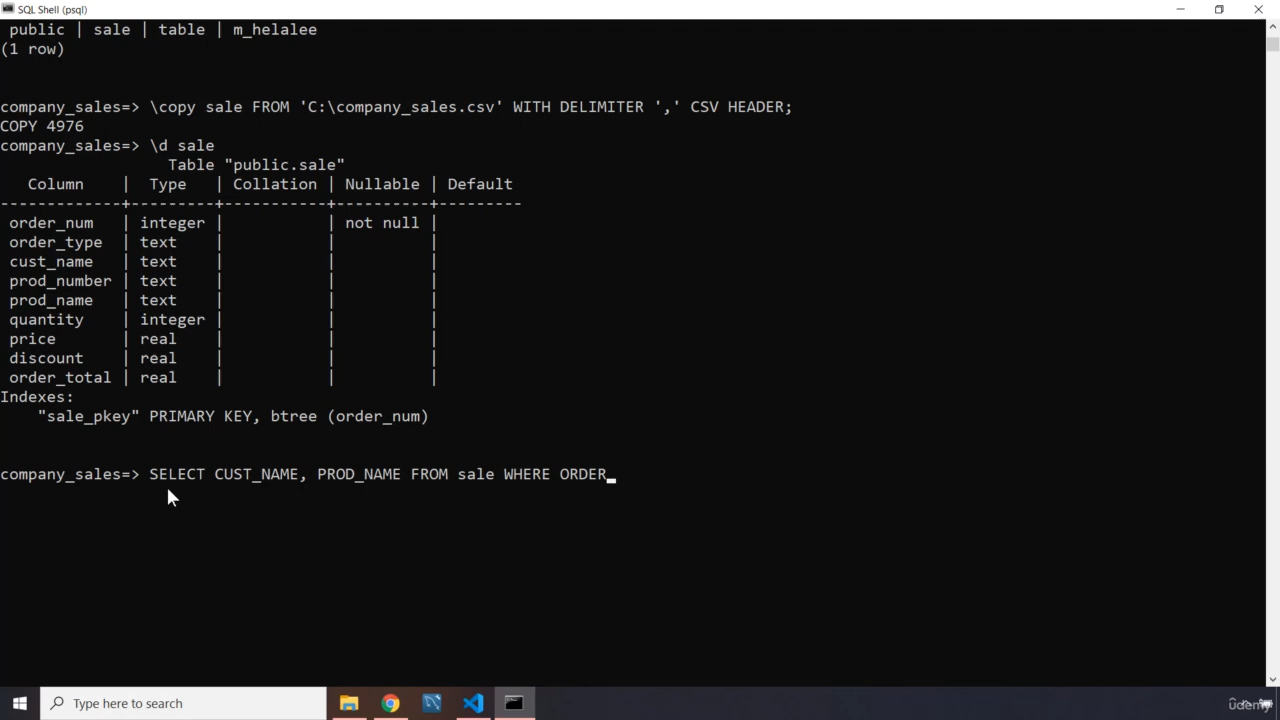 SQL Shell (psql)
public | sale | table | m_helalee
(1 row)
company_sales=> \copy sale FROM 'C:\company_sales.csv' WITH DELIMITER ',' CSV HEADER;
COPY 4976
company_sales=> \d sale
Table "public.sale"
Column | Type | Collation | Nullable | Default
-------------+---------+-----------+----------+---------
order_num | integer | | not null |
order_type | text | | |
cust_name | text | | |
prod_number | text | | |
prod_name | text | | |
quantity | integer | | |
price | real | | |
discount | real | | |
order_total | real | | |
Indexes:
"sale_pkey" PRIMARY KEY, btree (order_num)
company_sales=> SELECT CUST_NAME, PROD_NAME FROM sale WHERE ORDER_
Type here to search
udemy